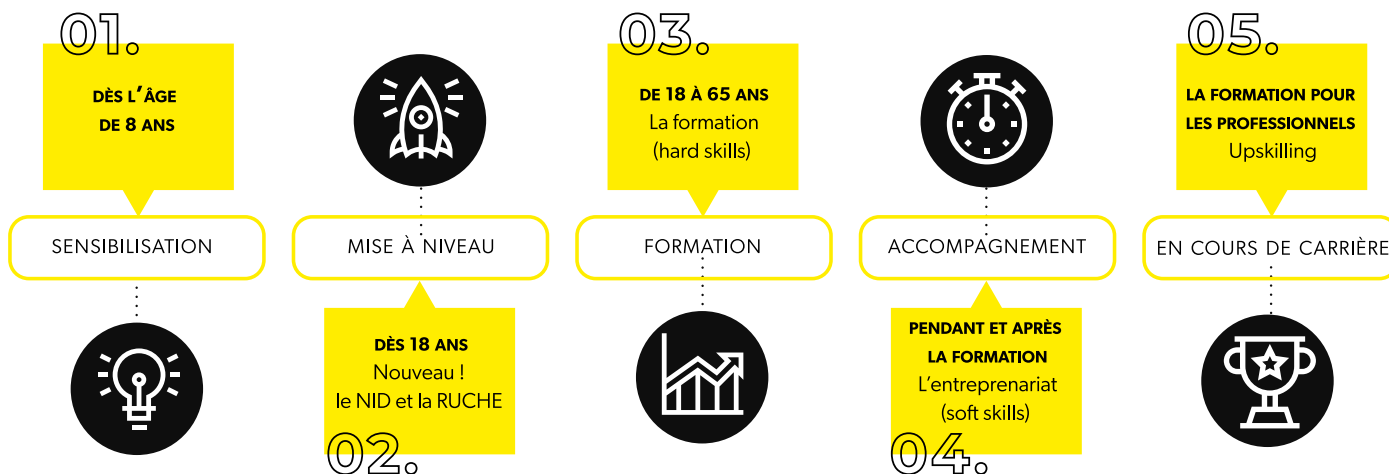 01.
DÈS L'ÂGE
DE 8 ANS
SENSIBILISATION
MISE À NIVEAU
DÈS 18 ANS
Nouveau !
le NID et la RUCHE
02.
03.
DE 18 À 65 ANS
La formation
(hard skills)
FORMATION
ACCOMPAGNEMENT
PENDANT ET APRÈS
LA FORMATION
L'entreprenariat
(soft skills)
04.
05.
LA FORMATION POUR
LES PROFESSIONNELS
Upskilling
EN COURS DE CARRIÈRE